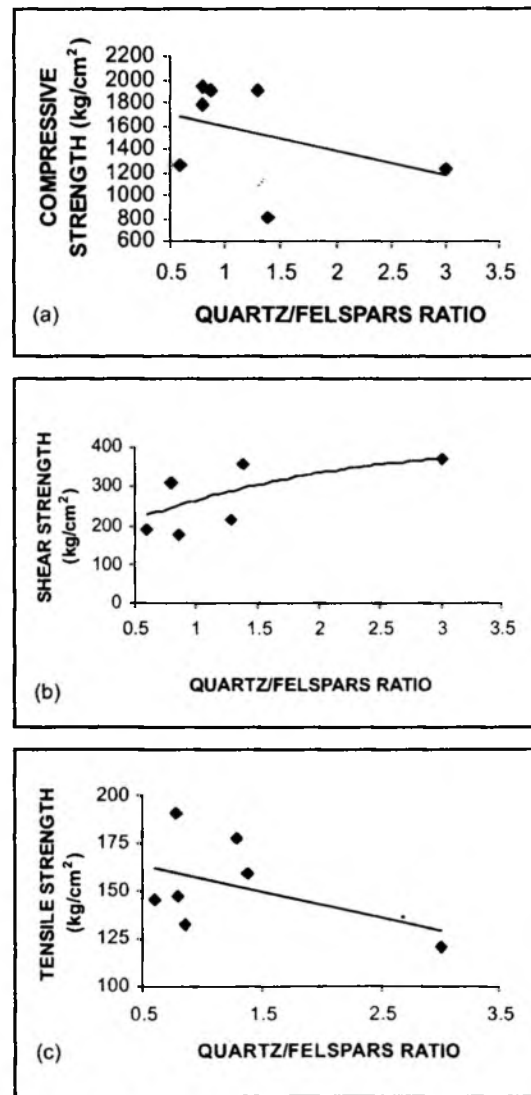 COMPRESSIVE
STRENGTH (kg/cm²)
2200
2000
1800
1600
1400
1200
1000
800
600
0.5 1 1.5 2 2.5 3 3.5
(a) QUARTZ/FELSPARS RATIO
SHEAR STRENGTH
(kg/cm²)
400
300
200
100
0
0.5 1 1.5 2 2.5 3 3.5
(b) QUARTZ/FELSPARS RATIO
TENSILE STRENGTH
(kg/cm²)
200
175
150
125
100
0.5 1.5 2.5 3.5
(c) QUARTZ/FELSPARS RATIO